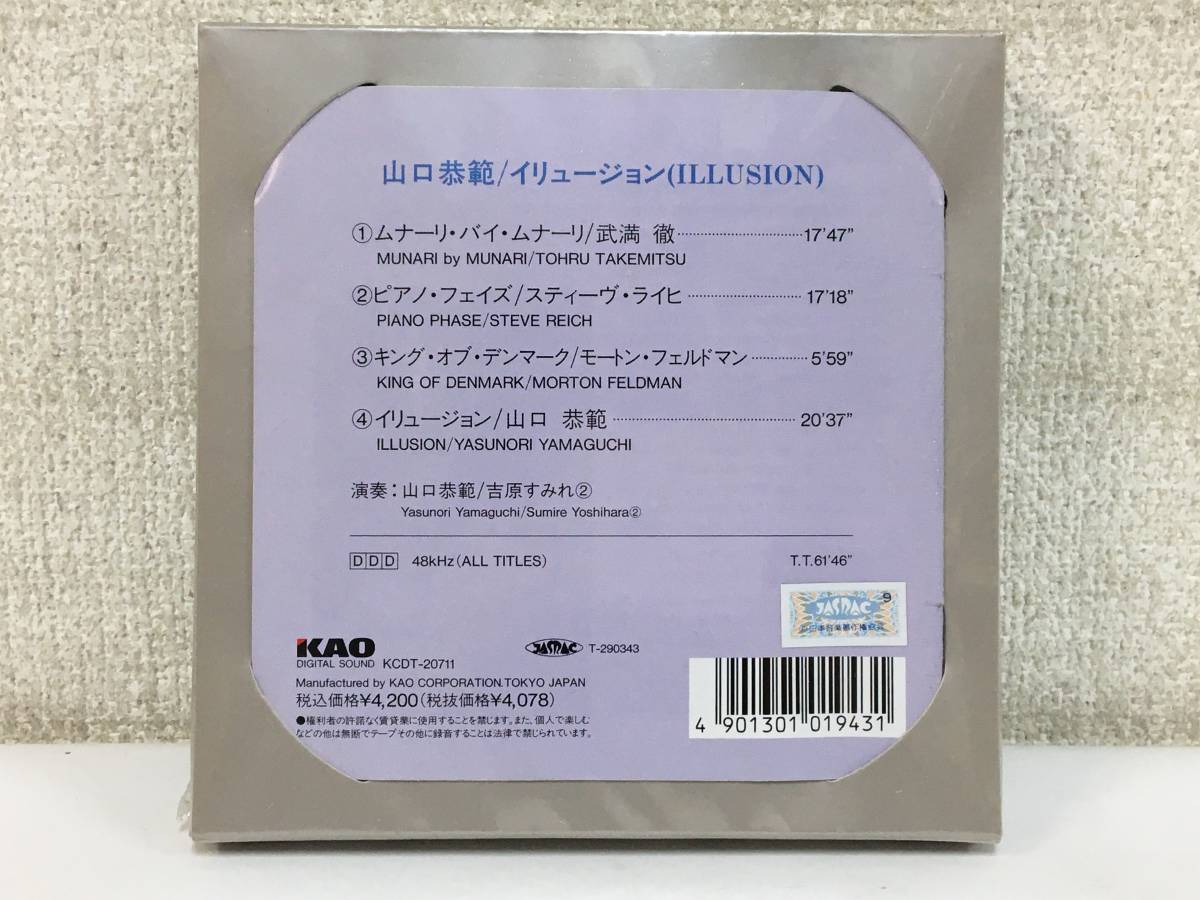 山口恭範/イリュージョン(ILLUSION)
①ムナーリ・バイ・ムナーリ/武満 徹……………………………17'47"
MUNARI by MUNARI/TOHRU TAKEMITSU
②ピアノ・フェイズ/スティーヴ・ライヒ…………………………17'18"
PIANO PHASE/STEVE REICH
③キング・オブ・デンマーク/モートン・フェルドマン……………5'59"
KING OF DENMARK/MORTON FELDMAN
④イリュージョン/山口 恭範………………………………………20'37"
ILLUSION/YASUNORI YAMAGUCHI
演奏:山口恭範/吉原すみれ②
Yasunori Yamaguchi/Sumire Yoshihara②
DDD 48kHz(ALL TITLES) T.T.61'46"
9
JASRAC
日本音楽著作権協会
KAO JASRAC T-290343
DIGITAL SOUND KCDT-20711
Manufactured by KAO CORPORATION.TOKYO JAPAN
税込価格¥4,200(税抜価格¥4,078)
●権利者の許諾なく賃貸業に使用することを禁じます。また、個人で楽しむ
などの他は無断でテープその他に録音することは法律で禁じられています。
4 901301 019431